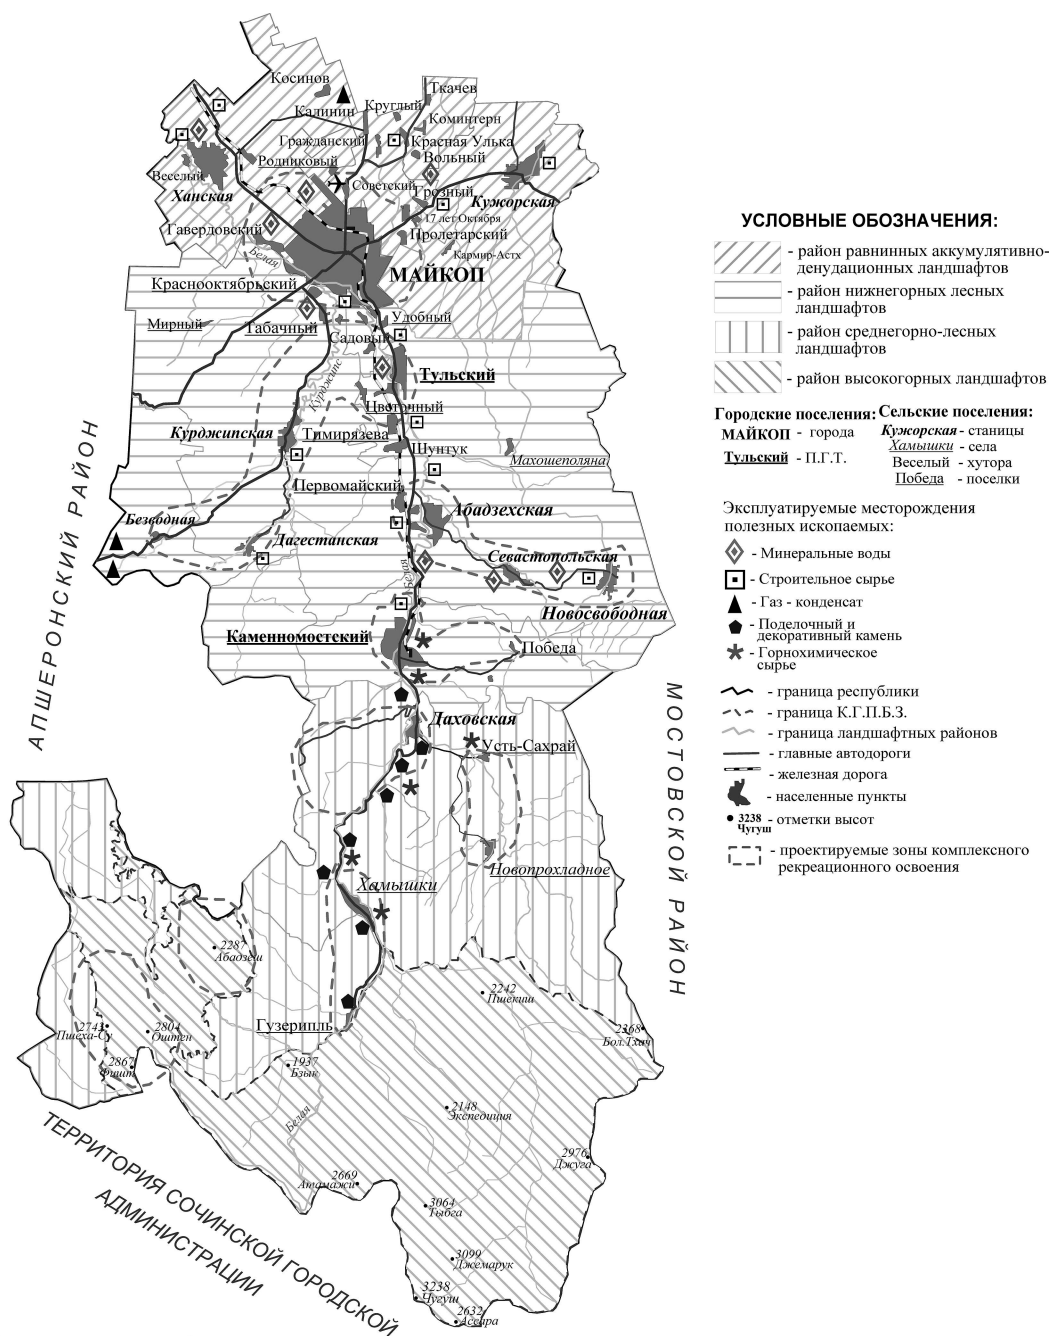 Косинов
Ткачев
Калинин
Круглый
Коминтерн
Гражданский
Красная Улька
Вольный
Родниковый
Веселый
Советский
Ханская
Грозный
Кужорская
17 лет Октября
Гавердовский
Пролетарский
Кармир-Астх
Белая
МАЙКОП
Краснооктябрьский
Мирный
Табачный
Удобный
Садовый
Тульский
Курджипс
Цветочный
Курджипская
Тимирязева
Шунтук
Махошеполяна
Первомайский
Абадзехская
Безводная
Дагестанская
Севастопольская
Белая
Новосвободная
Каменномостский
Победа
Даховская
Усть-Сахрай
Новопрохладное
Хамышки
2287
Абадзеш
2242
Пшекиш
Гузерипль
2743
Пшеха-Су
2804
Оштен
2368
Бол.Тхач
2867
Фишт
1937
Бзык
Белая
2148
Экспедиция
2976
Джуга
2669
Атамажи
3064
Тыбга
3099
Джемарук
3238
Чугуш
2632
Ассара
АПШЕРОНСКИЙ РАЙОН
МОСТОВСКОЙ РАЙОН
ТЕРРИТОРИЯ СОЧИНСКОЙ ГОРОДСКОЙ
АДМИНИСТРАЦИИ
УСЛОВНЫЕ ОБОЗНАЧЕНИЯ:
- район равнинных аккумулятивно-
денудационных ландшафтов
- район нижнегорных лесных
ландшафтов
- район среднегорно-лесных
ландшафтов
- район высокогорных ландшафтов
Городские поселения:
МАЙКОП - города
Тульский - П.Г.Т.
Сельские поселения:
Кужорская - станицы
Хамышки - села
Веселый - хутора
Победа - поселки
Эксплуатируемые месторождения
полезных ископаемых:
- Минеральные воды
- Строительное сырье
- Газ - конденсат
- Поделочный и
декоративный камень
- Горнохимическое
сырье
- граница республики
- граница К.Г.П.Б.З.
- граница ландшафтных районов
- главные автодороги
- железная дорога
- населенные пункты
3238
Чугуш
- отметки высот
- проектируемые зоны комплексного
рекреационного освоения